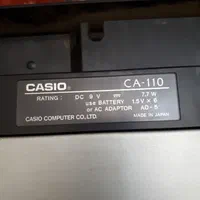 CASIO. CA-110
RATING: DC 9 V ⎓ 7.7 W
use BATTERY 1.5V × 6
or AC ADAPTOR AD-5
CASIO COMPUTER CO., LTD. MADE IN JAPAN